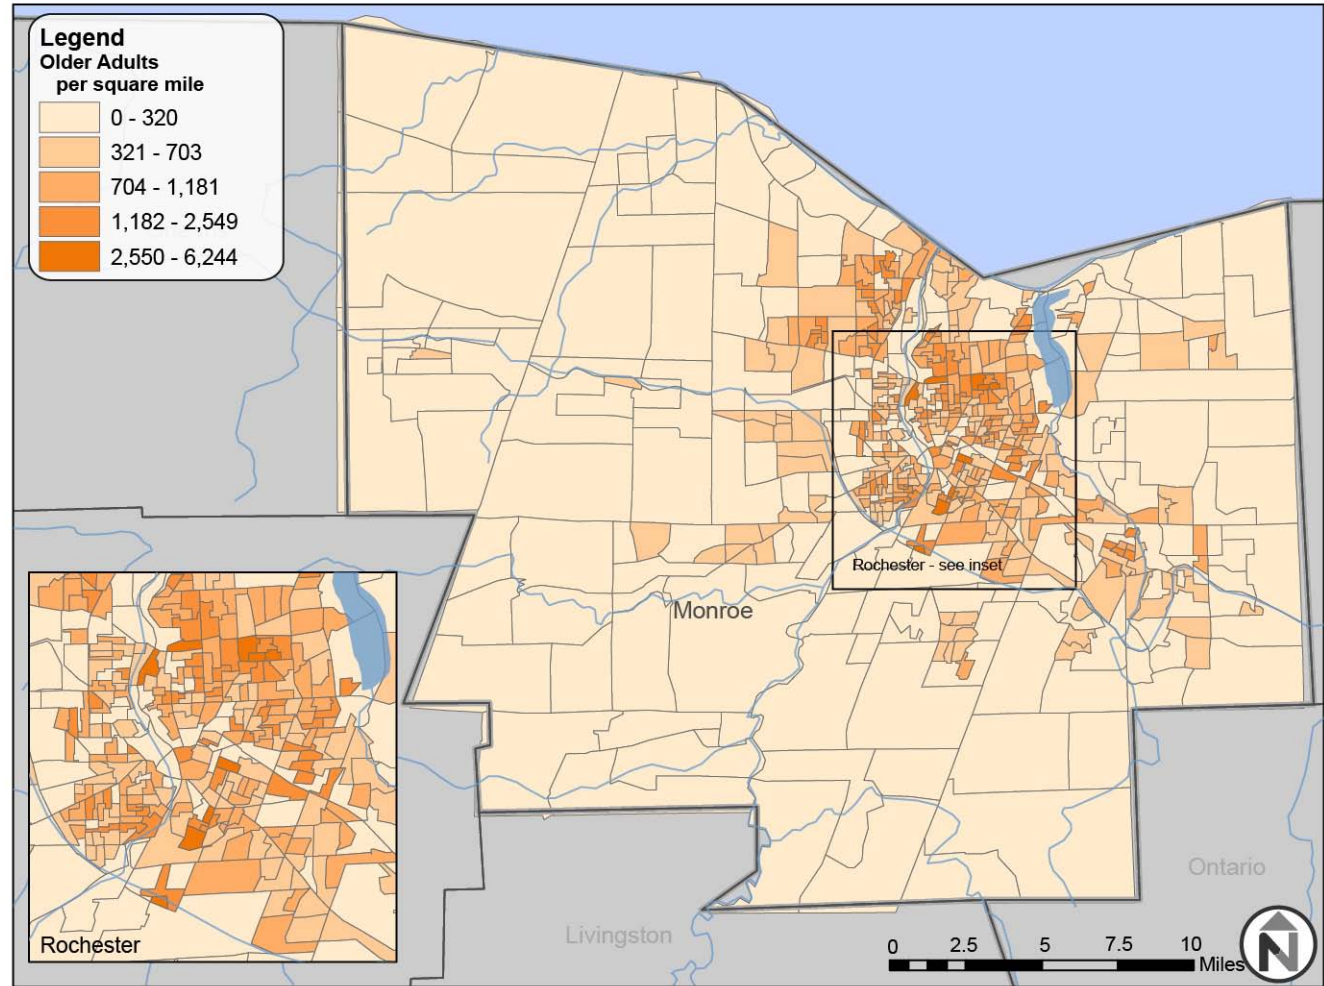 Legend
Older Adults
per square mile
0 - 320
321 - 703
704 - 1,181
1,182 - 2,549
2,550 - 6,244
Rochester - see inset
Monroe
Rochester
Livingston
Ontario
0 2.5 5 7.5 10
Miles
N